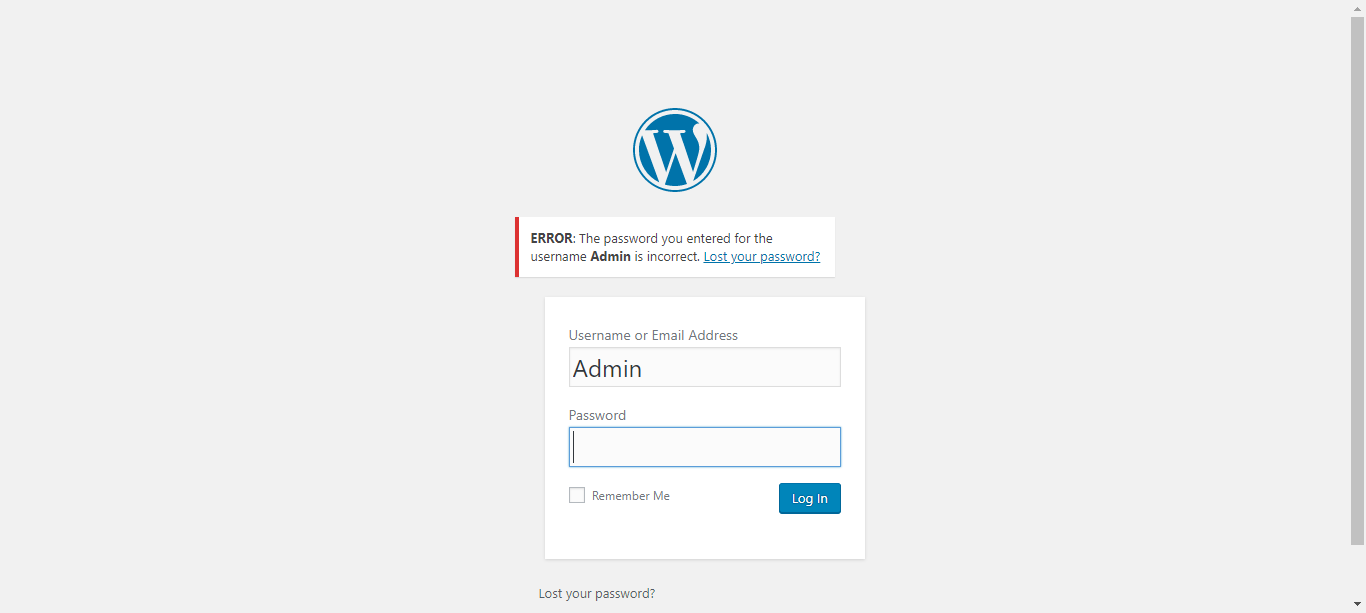 ERROR: The password you entered for the
username Admin is incorrect. Lost your password?
Username or Email Address
Admin
Password
Remember Me
Log In
Lost your password?